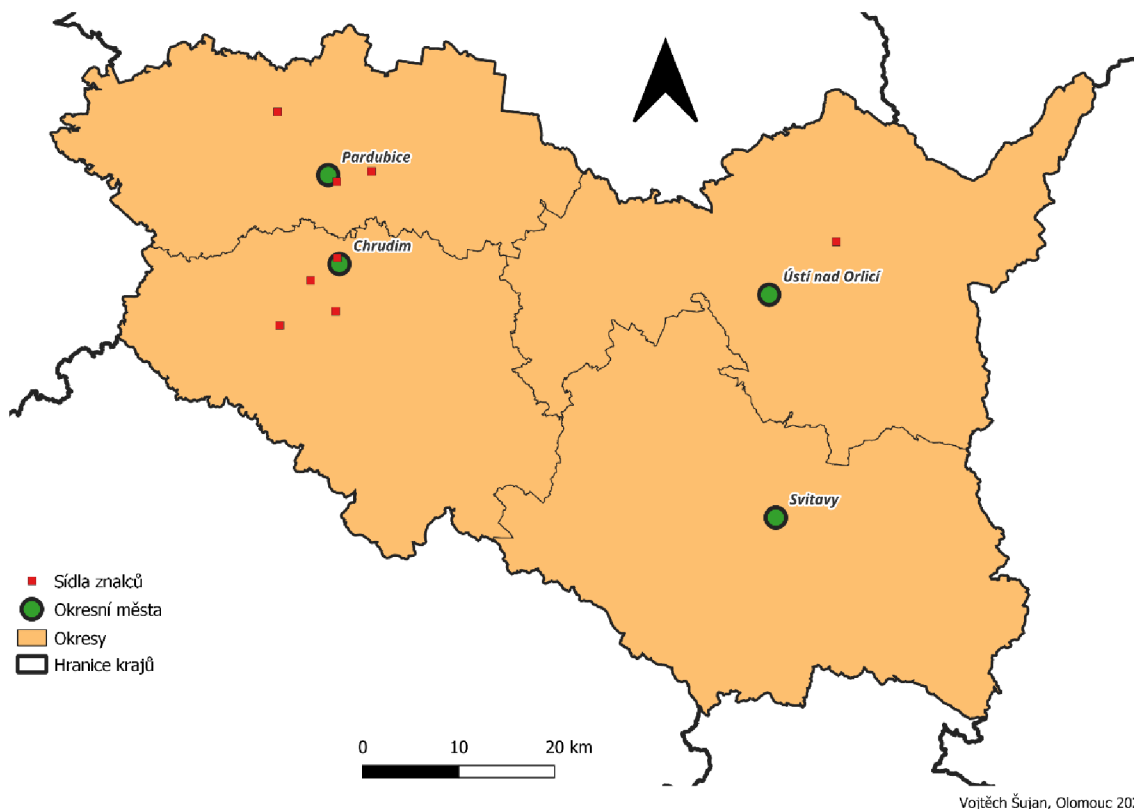 Pardubice
Chrudim
Ústí nad Orlicí
Svitavy
Sídla znalců
Okresní města
Okresy
Hranice krajů
0 10 20 km
Vojtěch Šujan, Olomouc